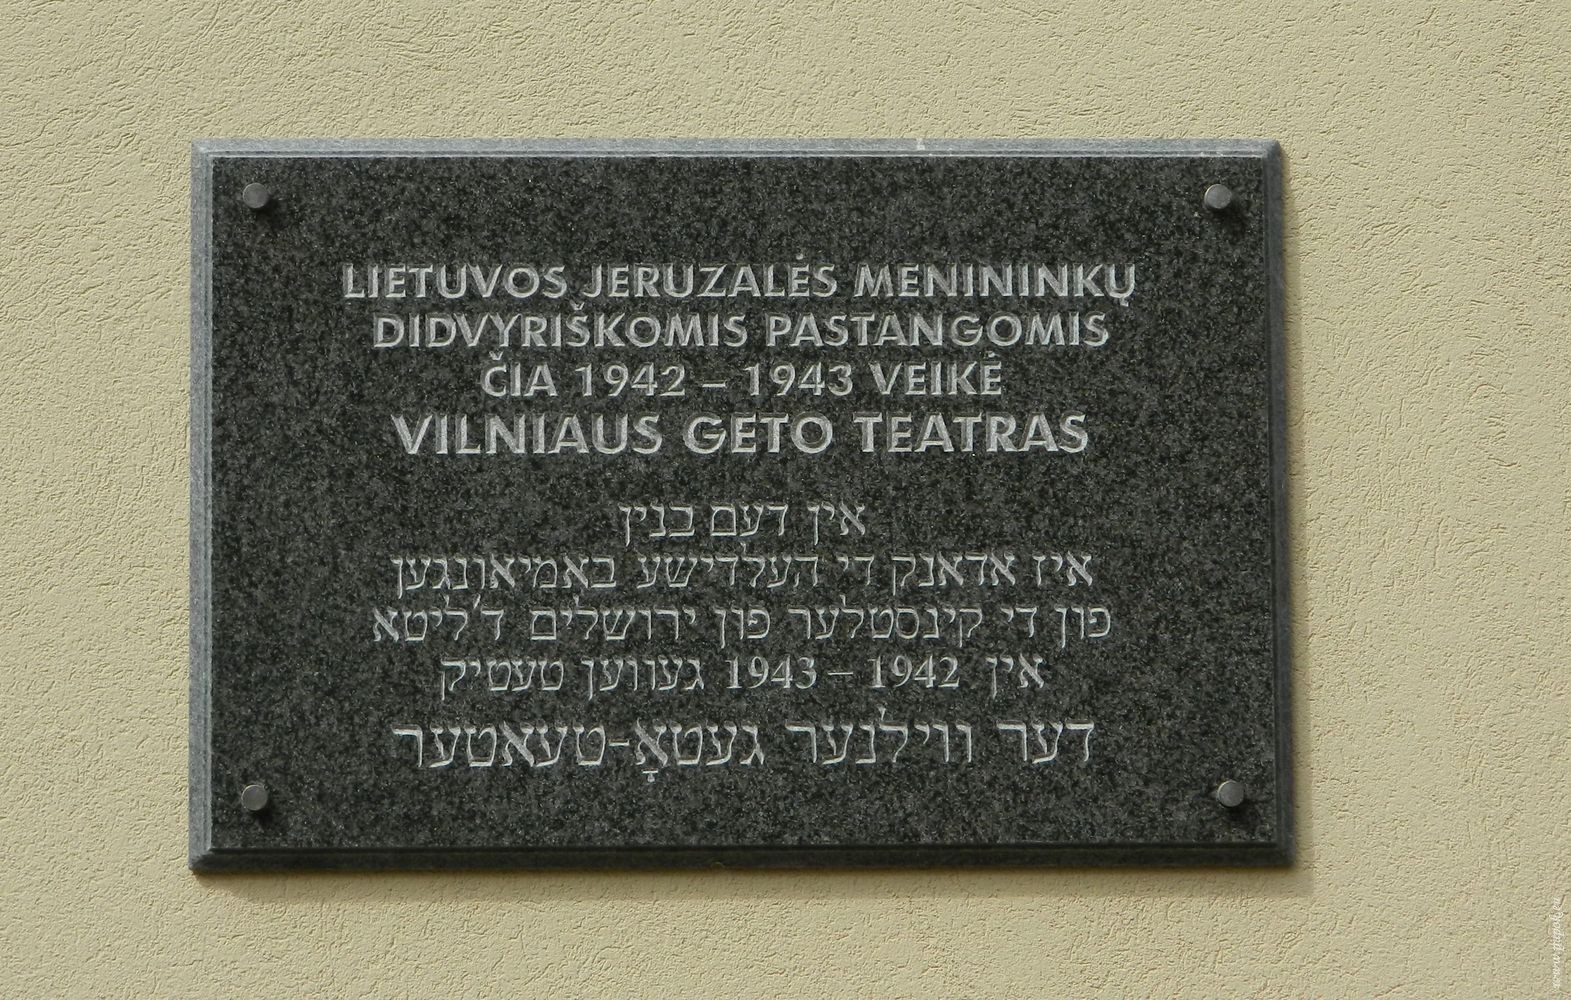 LIETUVOS JERUZALĖS MENININKŲ
DIDVYRIŠKOMIS PASTANGOMIS
ČIA 1942 – 1943 VEIKĖ
VILNIAUS GETO TEATRAS
אין דעם בנין
איז אדאנק די העלדישע באמיאונגען
פון די קינסטלער פון ירושלים ד'ליטא
אין 1942 – 1943 געווען טעטיק
דער ווילנער געטאָ-טעאטער